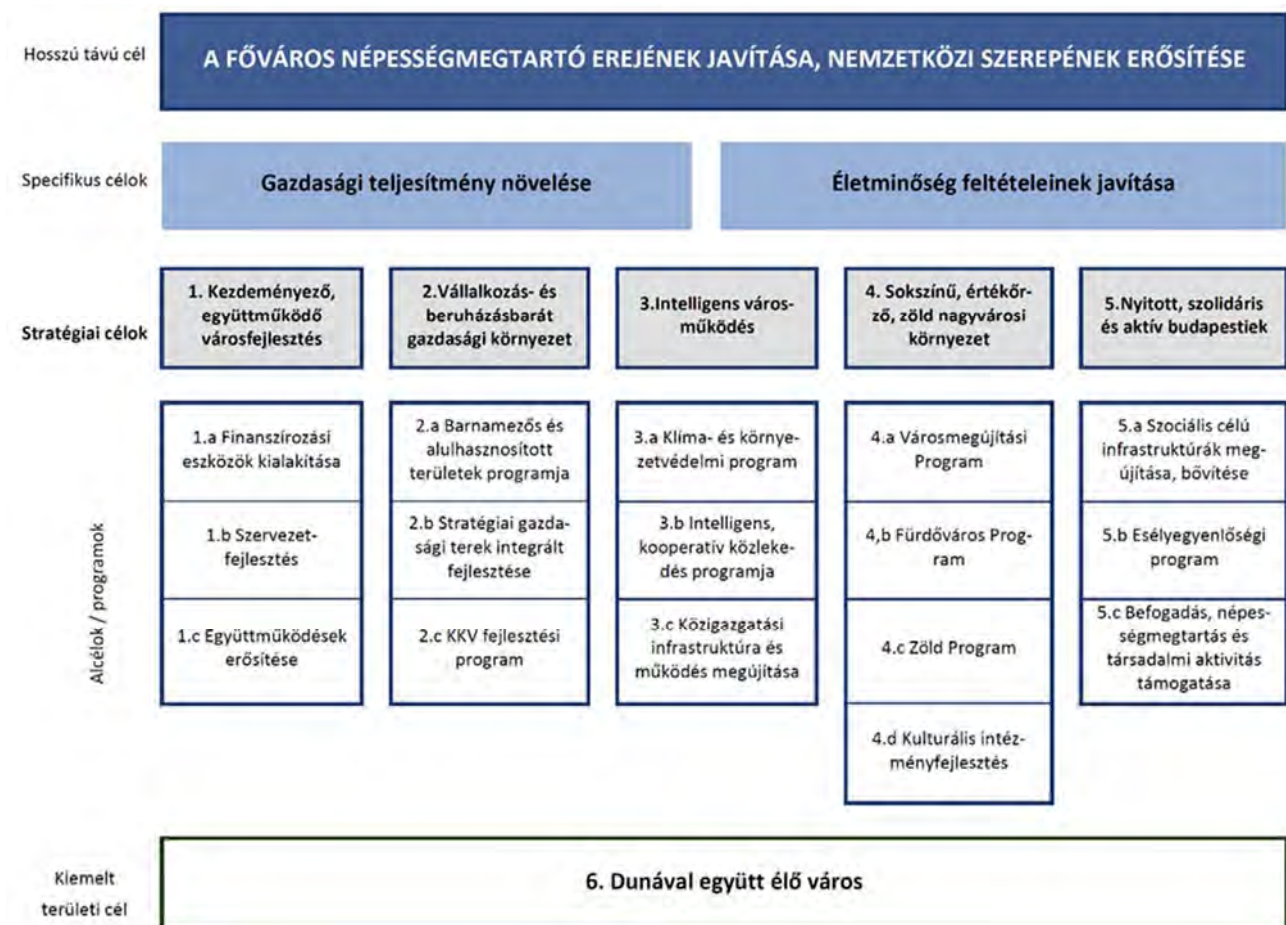 Hosszú távú cél
A FŐVÁROS NÉPESSÉGMEGTARTÓ EREJÉNEK JAVÍTÁSA, NEMZETKÖZI SZEREPÉNEK ERŐSÍTÉSE
Specifikus célok
Gazdasági teljesítmény növelése
Életminőség feltételeinek javítása
Stratégiai célok
1. Kezdeményező,
együttműködő
városfejlesztés
2.Vállalkozás- és
beruházásbarát
gazdasági környezet
3.Intelligens város-
működés
4. Sokszínű, értékőr-
ző, zöld nagyvárosi
környezet
5.Nyitott, szolidáris
és aktív budapestiek
Alcélok / programok
1.a Finanszírozási
eszközök kialakítása
1.b Szervezet-
fejlesztés
1.c Együttműködések
erősítése
2.a Barnamezős és
alulhasznosított
területek programja
2.b Stratégiai gazda-
sági terek integrált
fejlesztése
2.c KKV fejlesztési
program
3.a Klíma- és környe-
zetvédelmi program
3.b Intelligens,
kooperatív közleke-
dés programja
3.c Közigazgatási
infrastruktúra és
működés megújítása
4.a Városmegújítási
Program
4,b Fürdőváros Prog-
ram
4.c Zöld Program
4.d Kulturális intéz-
ményfejlesztés
5.a Szociális célú
infrastruktúrák meg-
újítása, bővítése
5.b Esélyegyenlőségi
program
5.c Befogadás, népes-
ségmegtartás és
társadalmi aktivitás
támogatása
Kiemelt
területi cél
6. Dunával együtt élő város